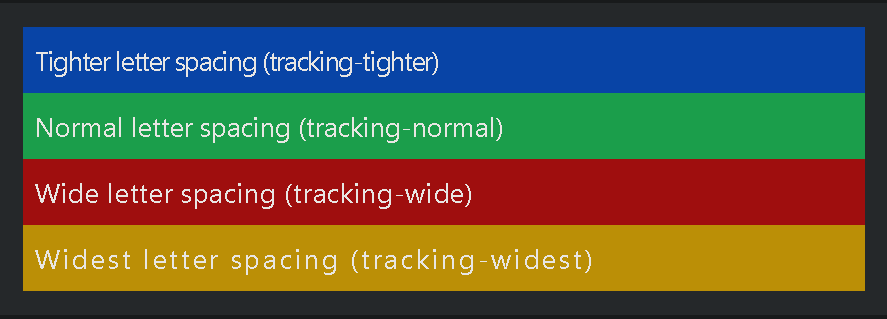 Tighter letter spacing (tracking-tighter)
Normal letter spacing (tracking-normal)
Wide letter spacing (tracking-wide)
Widest letter spacing (tracking-widest)